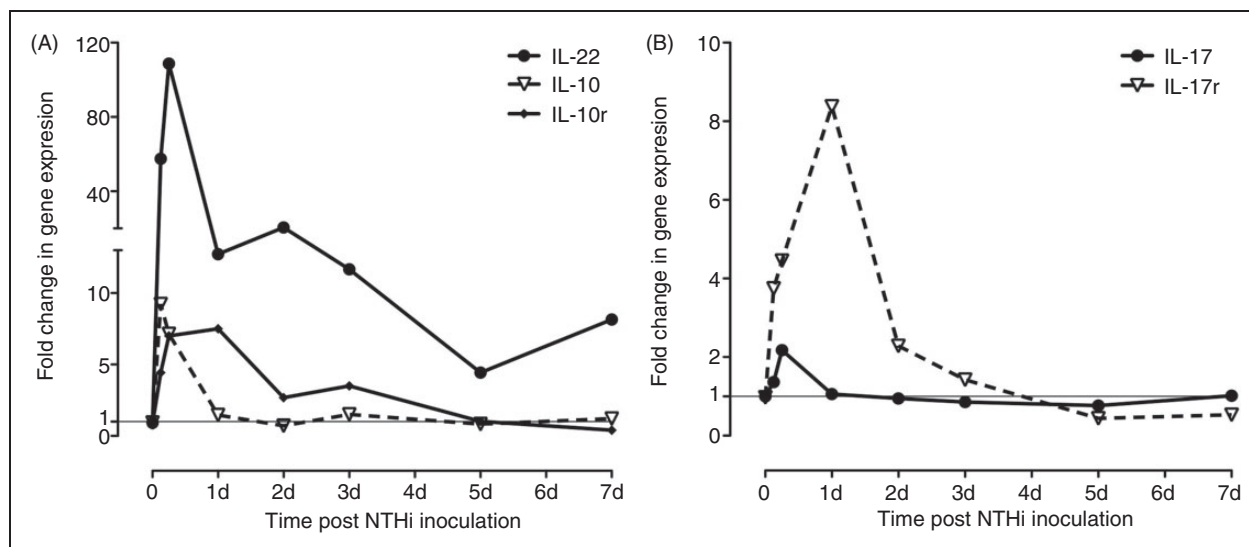 (A)
IL-22
IL-10
IL-10r
Fold change in gene expresion
120
80
40
10
5
1
0
0 1d 2d 3d 4d 5d 6d 7d
Time post NTHi inoculation
(B)
IL-17
IL-17r
Fold change in gene expresion
10
8
6
4
2
1
0
0 1d 2d 3d 4d 5d 6d 7d
Time post NTHi inoculation